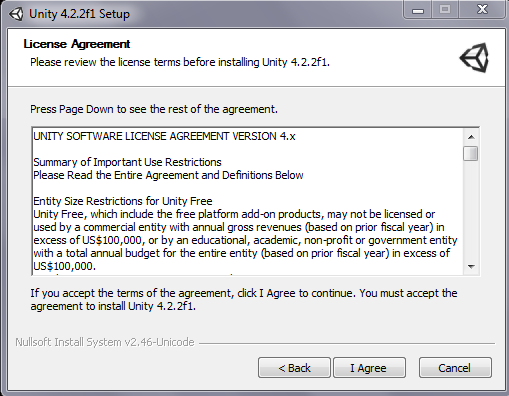 Unity 4.2.2f1 Setup
License Agreement
Please review the license terms before installing Unity 4.2.2f1.
Press Page Down to see the rest of the agreement.
UNITY SOFTWARE LICENSE AGREEMENT VERSION 4.x
Summary of Important Use Restrictions
Please Read the Entire Agreement and Definitions Below
Entity Size Restrictions for Unity Free
Unity Free, which include the free platform add-on products, may not be licensed or
used by a commercial entity with annual gross revenues (based on prior fiscal year) in
excess of US$100,000, or by an educational, academic, non-profit or government entity
with a total annual budget for the entire entity (based on prior fiscal year) in excess of
US$100,000.
If you accept the terms of the agreement, click I Agree to continue. You must accept the
agreement to install Unity 4.2.2f1.
Nullsoft Install System v2.46-Unicode
< Back
I Agree
Cancel